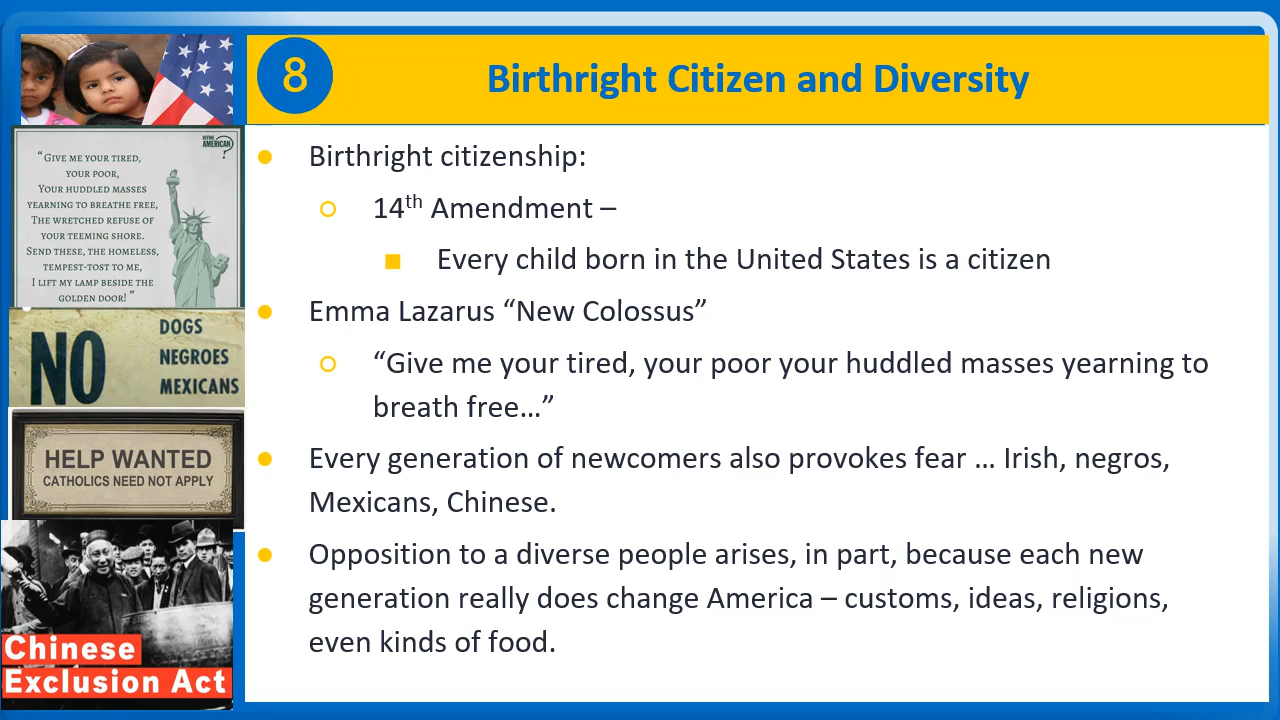 8
Birthright Citizen and Diversity
DEFINE
AMERICAN
“GIVE ME YOUR TIRED,
YOUR POOR,
YOUR HUDDLED MASSES
YEARNING TO BREATHE FREE,
THE WRETCHED REFUSE OF
YOUR TEEMING SHORE.
SEND THESE, THE HOMELESS,
TEMPEST-TOST TO ME,
I LIFT MY LAMP BESIDE THE
GOLDEN DOOR!”
NO
DOGS
NEGROES
MEXICANS
HELP WANTED
CATHOLICS NEED NOT APPLY
Chinese
Exclusion Act
Birthright citizenship:
14th Amendment –
Every child born in the United States is a citizen
Emma Lazarus “New Colossus”
“Give me your tired, your poor your huddled masses yearning to
breath free…”
Every generation of newcomers also provokes fear … Irish, negros,
Mexicans, Chinese.
Opposition to a diverse people arises, in part, because each new
generation really does change America – customs, ideas, religions,
even kinds of food.